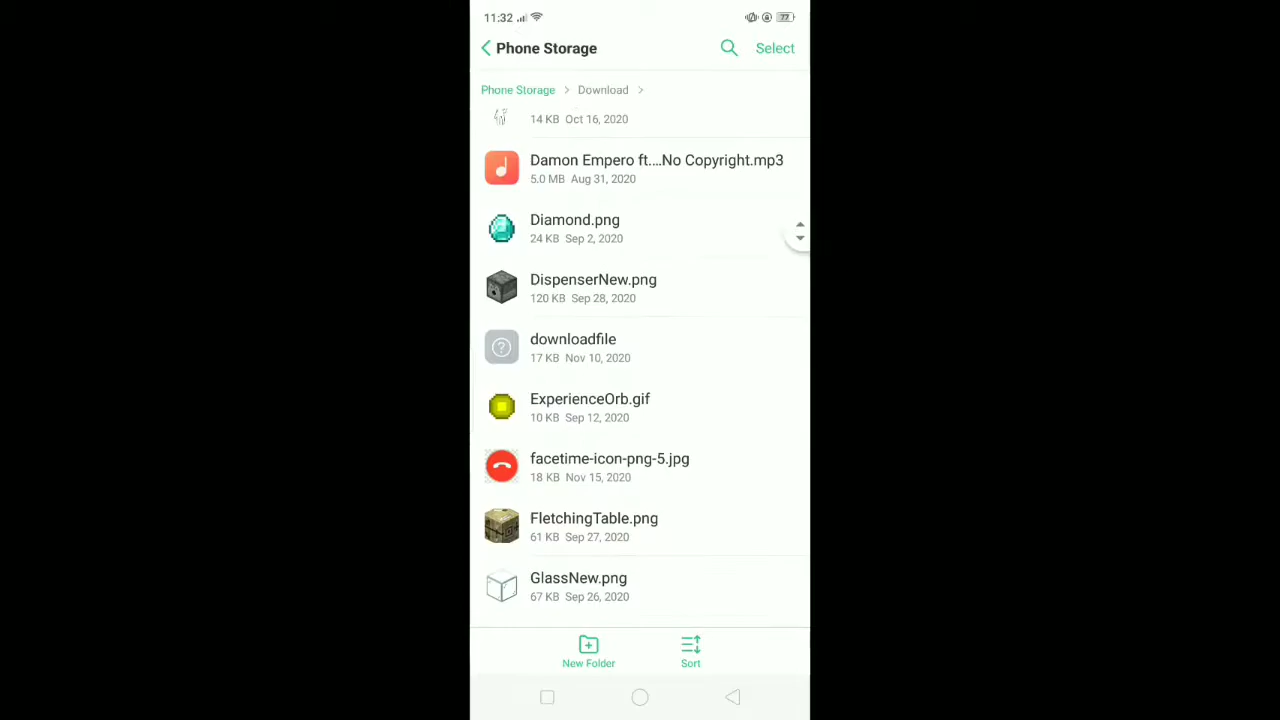 11:32
77
Phone Storage
Select
Phone Storage > Download >
14 KB Oct 16, 2020
Damon Empero ft....No Copyright.mp3
5.0 MB Aug 31, 2020
Diamond.png
24 KB Sep 2, 2020
DispenserNew.png
120 KB Sep 28, 2020
?
downloadfile
17 KB Nov 10, 2020
ExperienceOrb.gif
10 KB Sep 12, 2020
facetime-icon-png-5.jpg
18 KB Nov 15, 2020
FletchingTable.png
61 KB Sep 27, 2020
GlassNew.png
67 KB Sep 26, 2020
New Folder
Sort